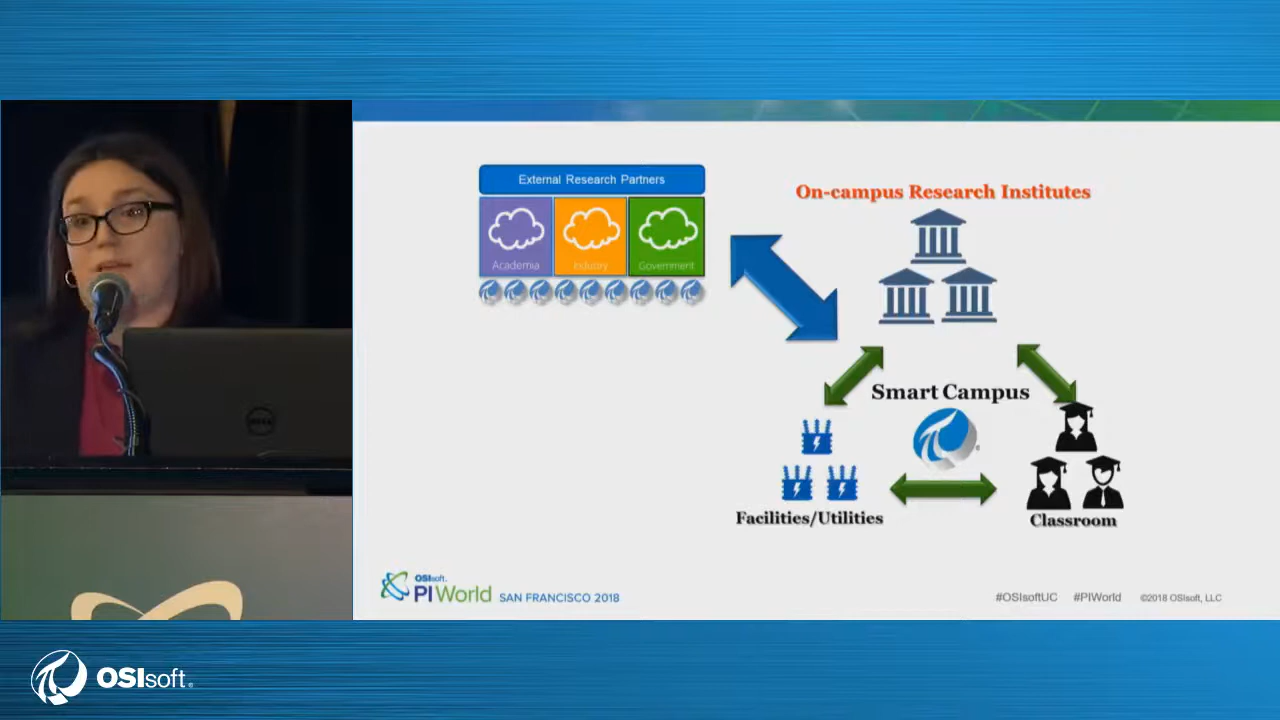 External Research Partners
Academia
Industry
Government
On-campus Research Institutes
Smart Campus
Facilities/Utilities
Classroom
OSIsoft.
PI World SAN FRANCISCO 2018
#OSIsoftUC #PIWorld ©2018 OSIsoft, LLC
DELL
OSIsoft®